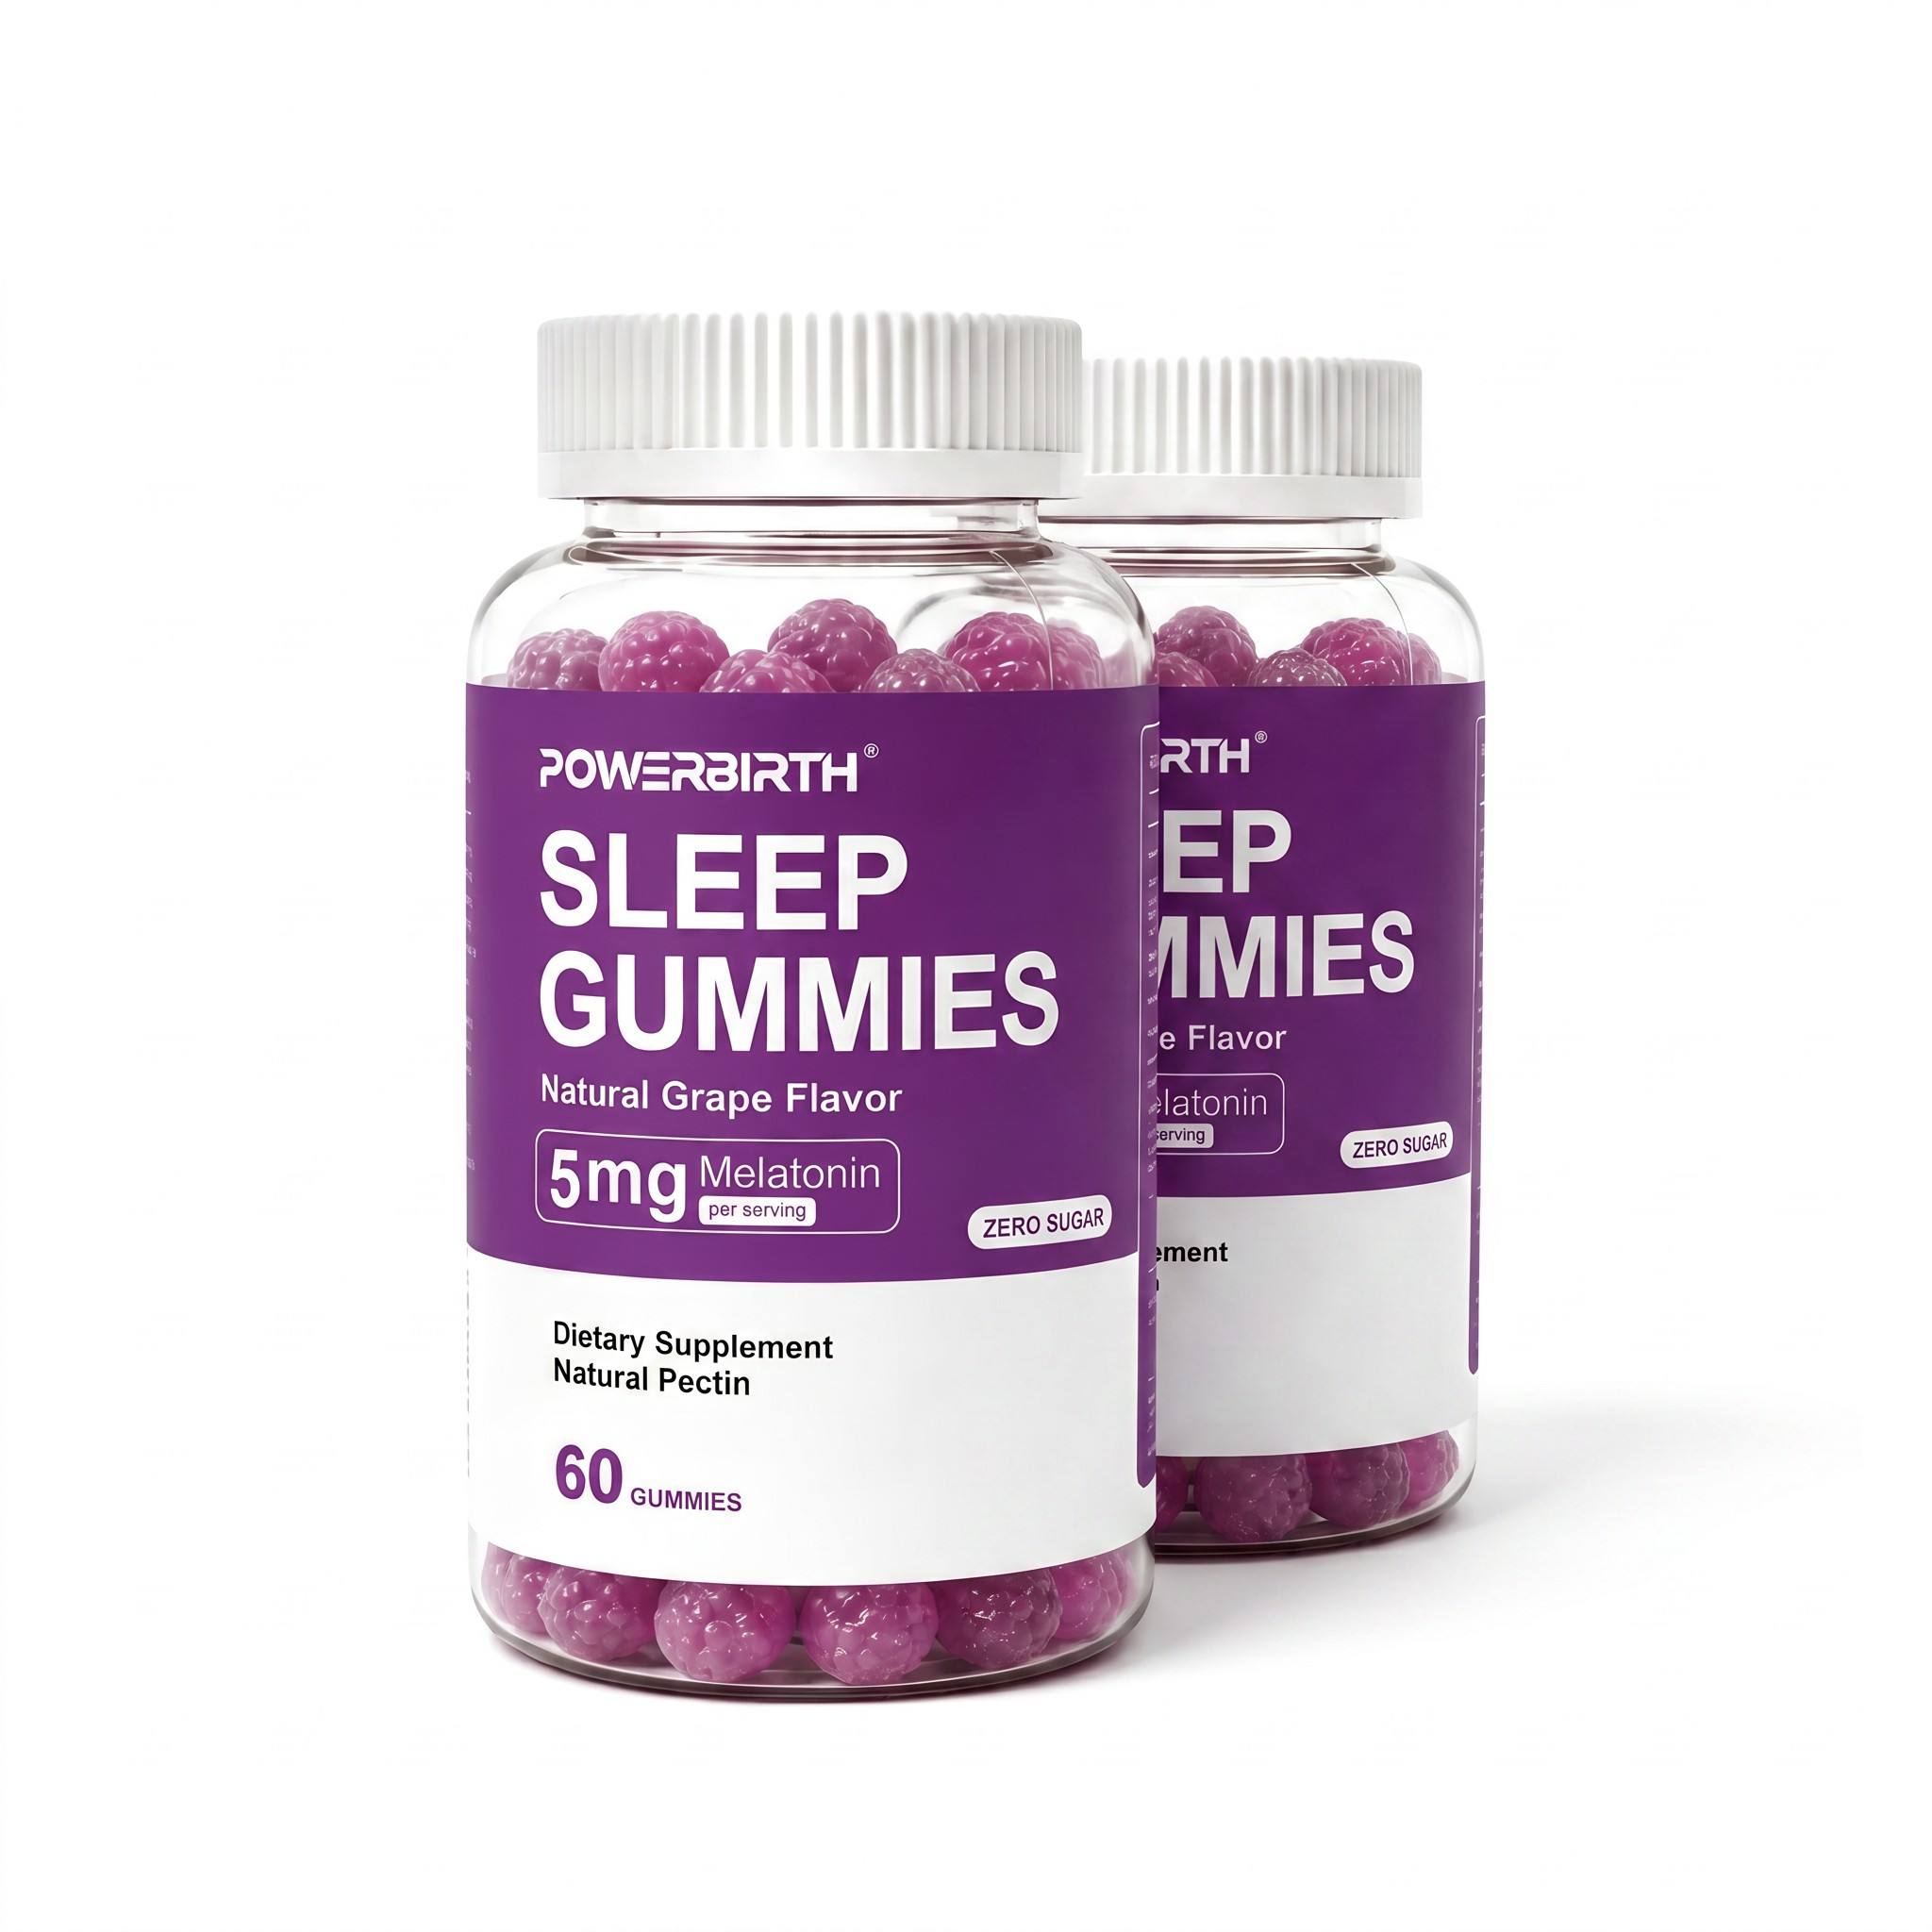 POWERBIRTH®
SLEEP
GUMMIES
Natural Grape Flavor
5mg Melatonin
per serving
ZERO SUGAR
Dietary Supplement
Natural Pectin
60 GUMMIES
RTH®
EP
MMIES
e Flavor
elatonin
serving
ZERO SUGAR
ement